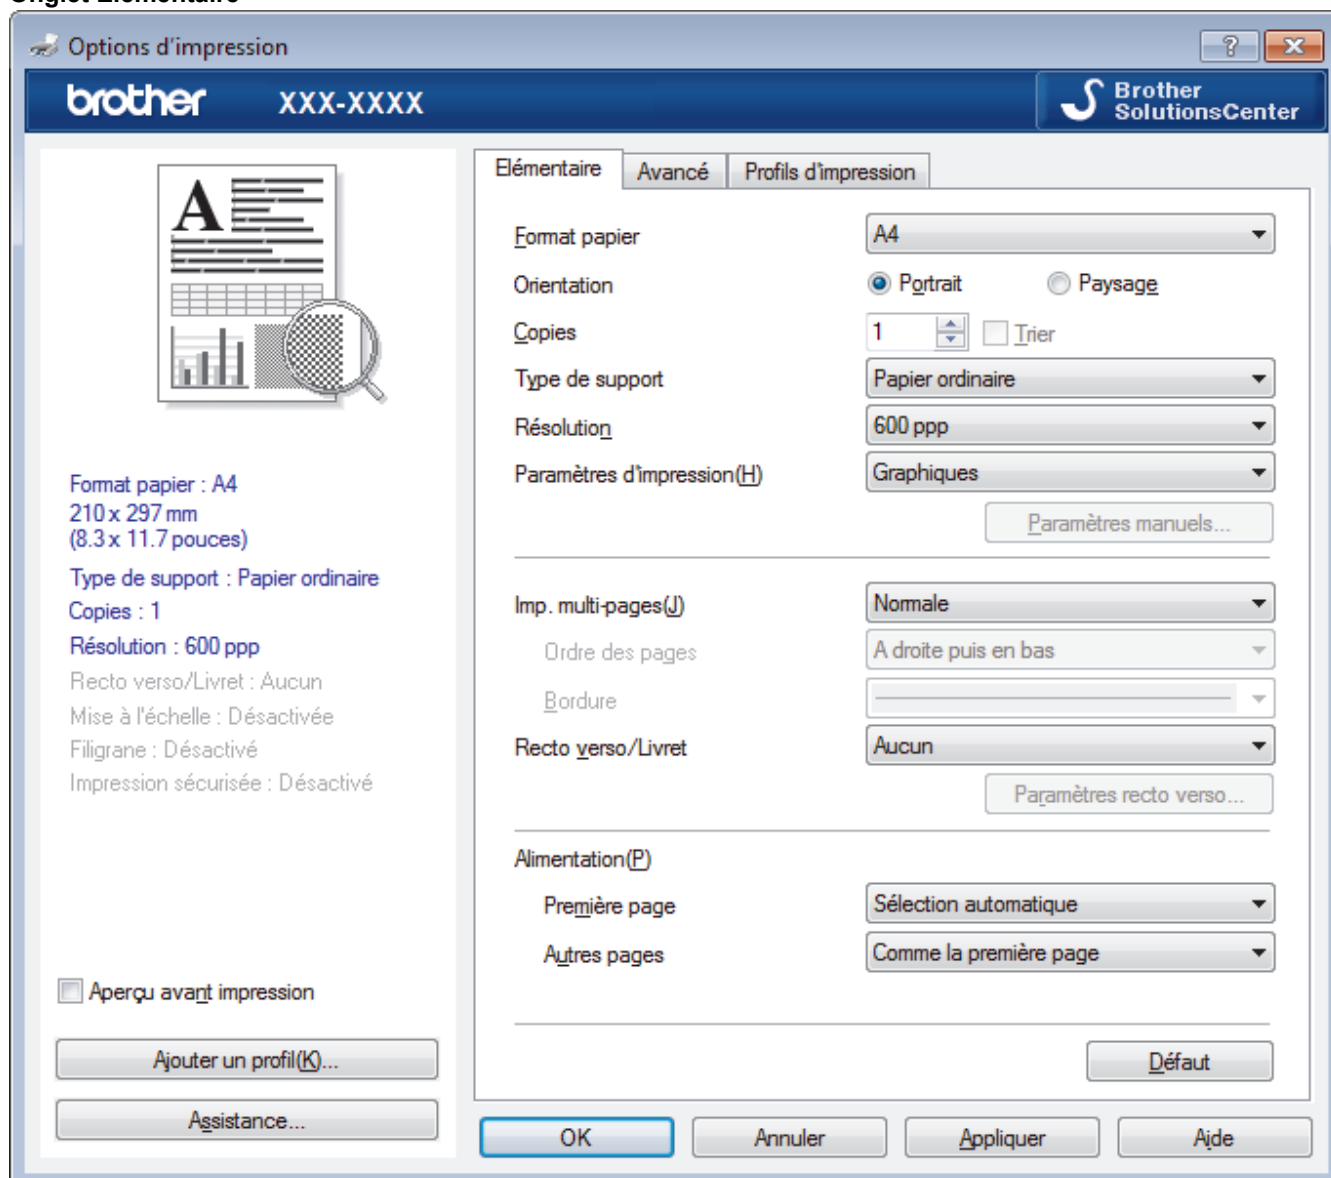 Onglet Elémentaire
Options d'impression
brother XXX-XXXX
Brother
SolutionsCenter
A
Format papier : A4
210 x 297 mm
(8.3 x 11.7 pouces)
Type de support : Papier ordinaire
Copies : 1
Résolution : 600 ppp
Recto verso/Livret : Aucun
Mise à l'échelle : Désactivée
Filigrane : Désactivé
Impression sécurisée : Désactivé
Aperçu avant impression
Ajouter un profil(K)...
Assistance...
Elémentaire Avancé Profils d'impression
Format papier A4
Orientation Portrait Paysage
Copies 1 Trier
Type de support Papier ordinaire
Résolution 600 ppp
Paramètres d'impression(H) Graphiques
Paramètres manuels...
Imp. multi-pages(J) Normale
Ordre des pages A droite puis en bas
Bordure
Recto verso/Livret Aucun
Paramètres recto verso...
Alimentation(P)
Première page Sélection automatique
Autres pages Comme la première page
Défaut
OK Annuler Appliquer Aide